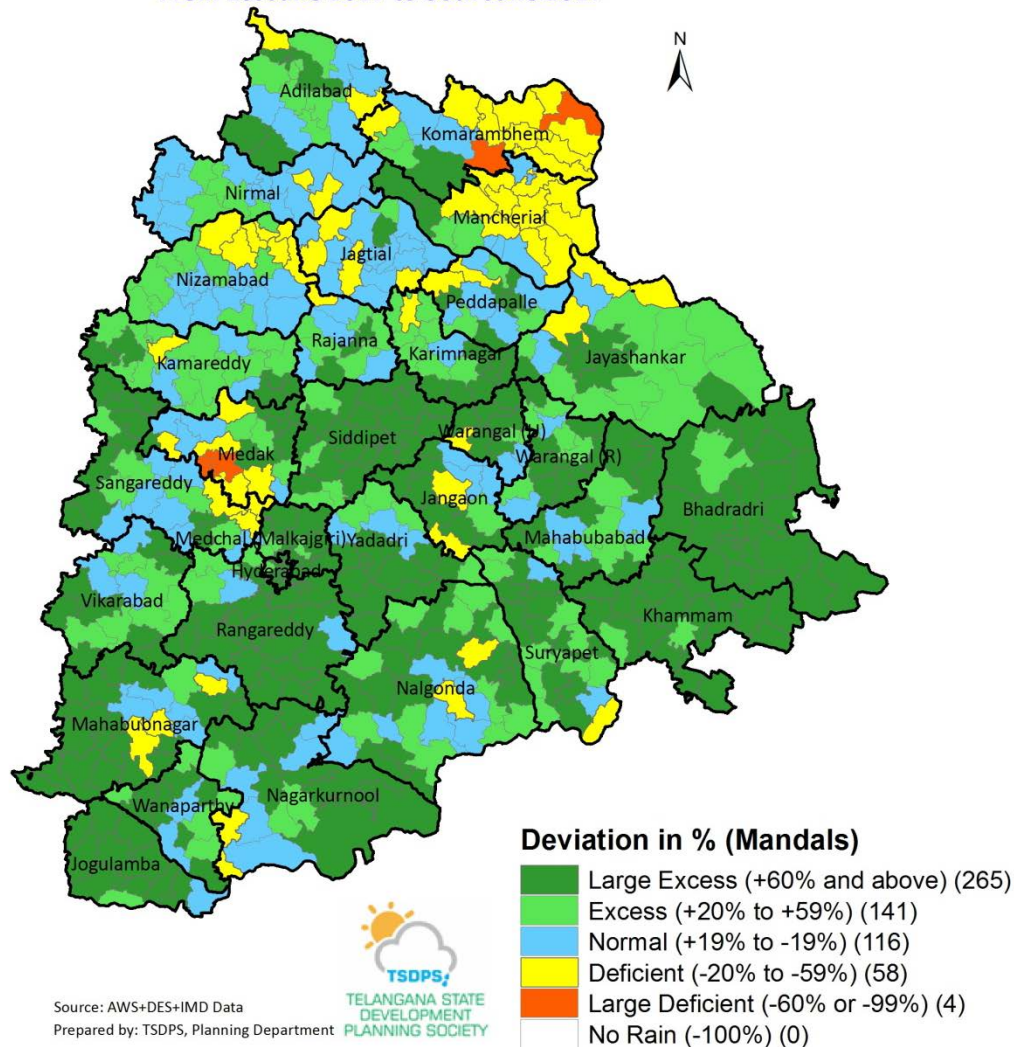 N
Adilabad
Komarambhem
Nirmal
Mancherial
Jagtial
Nizamabad
Peddapalle
Rajanna
Karimnagar
Jayashankar
Kamareddy
Siddipet
Warangal (U)
Medak
Warangal (R)
Sangareddy
Jangaon
Bhadradri
Medchal (Malkajgiri)
Yadadri
Mahabubabad
Hyderabad
Vikarabad
Khammam
Rangareddy
Suryapet
Nalgonda
Mahabubnagar
Nagarkurnool
Wanaparthy
Jogulamba
Deviation in % (Mandals)
Large Excess (+60% and above) (265)
Excess (+20% to +59%) (141)
Normal (+19% to -19%) (116)
Deficient (-20% to -59%) (58)
Large Deficient (-60% or -99%) (4)
No Rain (-100%) (0)
TSDPS
TELANGANA STATE
DEVELOPMENT
PLANNING SOCIETY
Source: AWS+DES+IMD Data
Prepared by: TSDPS, Planning Department